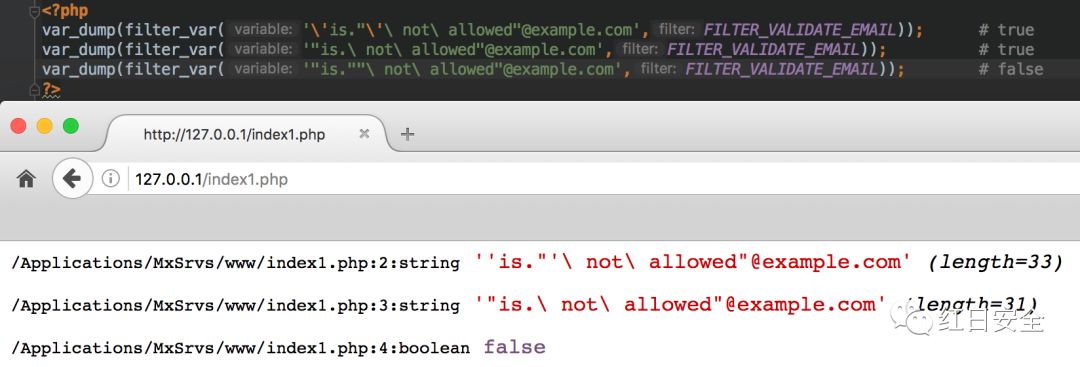 <?php
var_dump(filter_var( variable: '\'is."\'\ not\ allowed"@example.com', filter: FILTER_VALIDATE_EMAIL)); # true
var_dump(filter_var( variable: '"is.\ not\ allowed"@example.com', filter: FILTER_VALIDATE_EMAIL)); # true
var_dump(filter_var( variable: '"is.""\ not\ allowed"@example.com', filter: FILTER_VALIDATE_EMAIL)); # false
?>
http://127.0.0.1/index1.php
127.0.0.1/index1.php
/Applications/MxSrvs/www/index1.php:2:string ''is."'\ not\ allowed"@example.com' (length=33)
/Applications/MxSrvs/www/index1.php:3:string '"is.\ not\ allowed"@example.com' (length=31)
红日安全
/Applications/MxSrvs/www/index1.php:4:boolean false